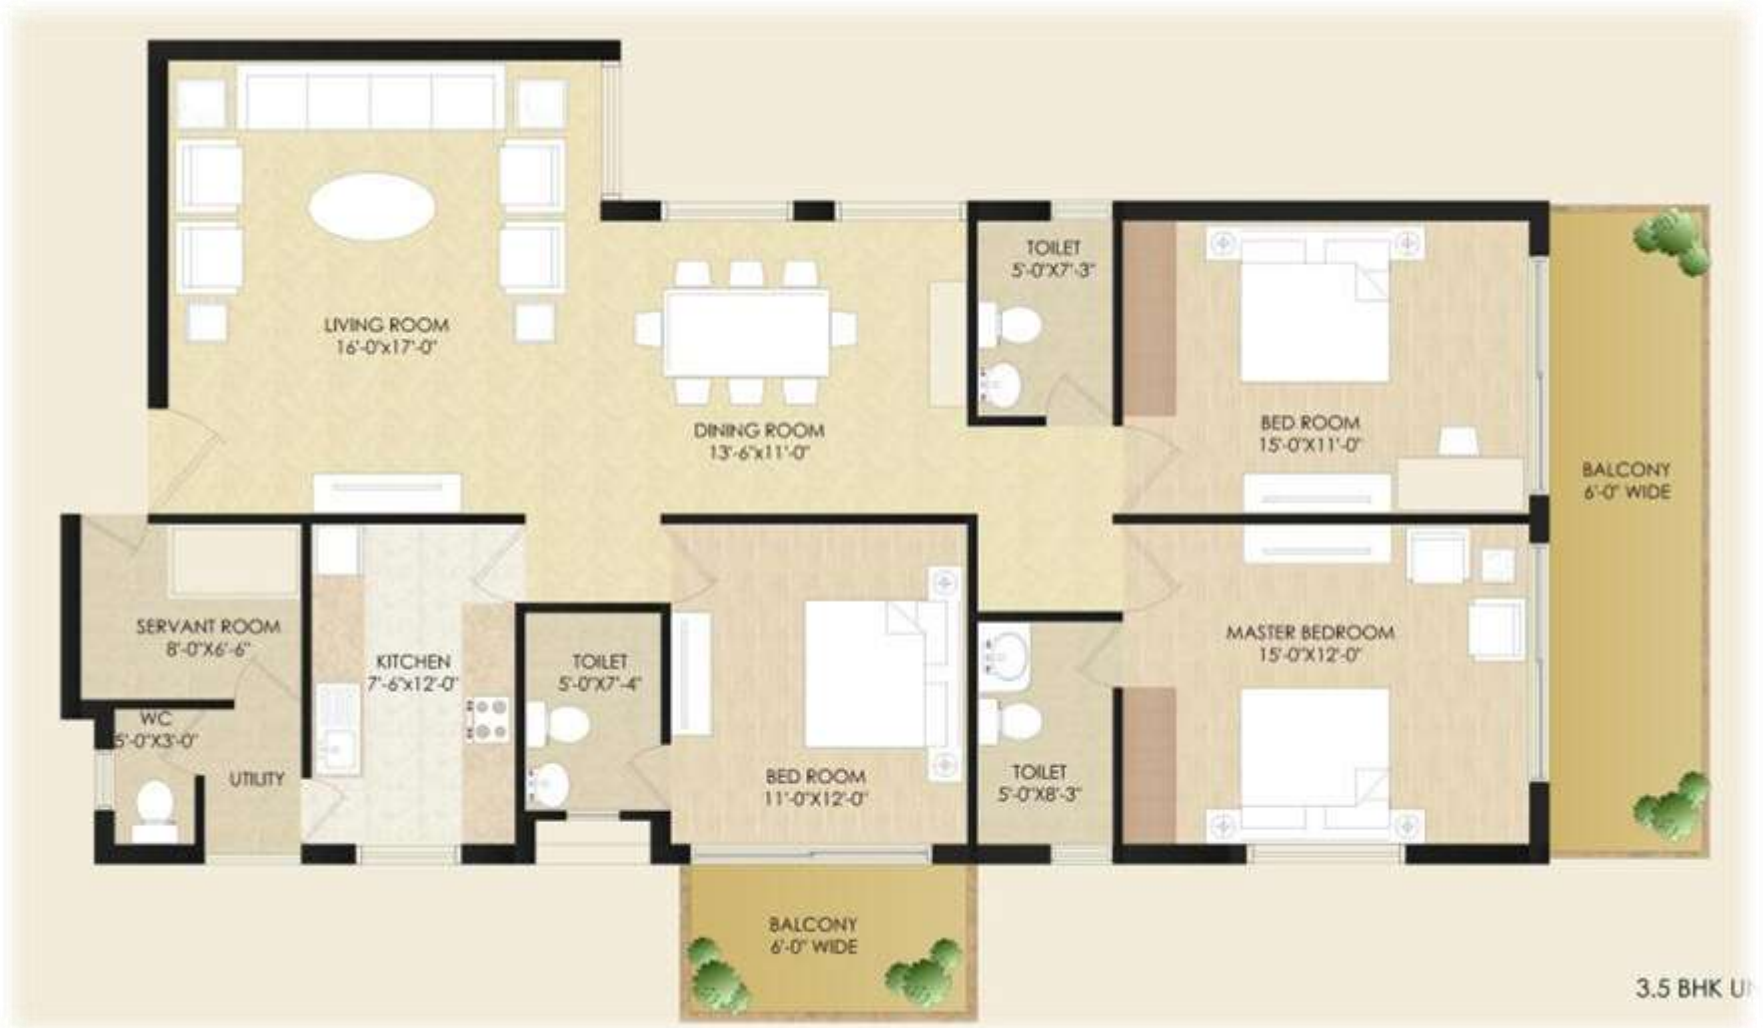 LIVING ROOM
16'-0"x17'-0"
DINING ROOM
13'-6"x11'-0"
TOILET
5'-0"X7'-3"
BED ROOM
15'-0"X11'-0"
BALCONY
6'-0" WIDE
SERVANT ROOM
8'-0"X6'-6"
KITCHEN
7'-6"x12'-0"
TOILET
5'-0"X7'-4"
MASTER BEDROOM
15'-0"X12'-0"
WC
5'-0"X3'-0"
UTILITY
BED ROOM
11'-0"X12'-0"
TOILET
5'-0"X8'-3"
BALCONY
6'-0" WIDE
3.5 BHK